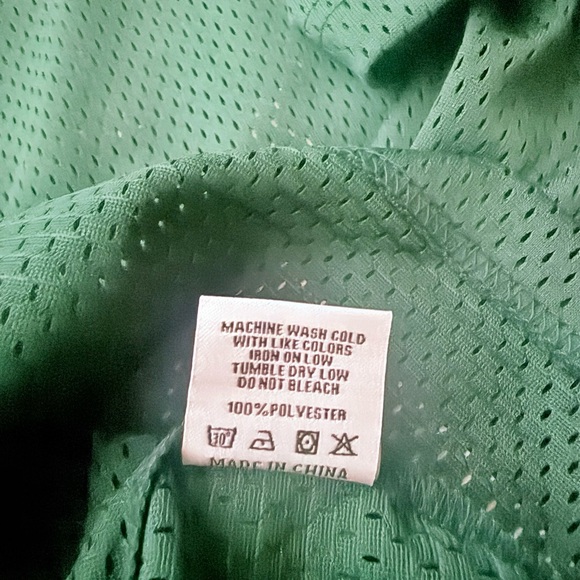 MACHINE WASH COLD
WITH LIKE COLORS
IRON ON LOW
TUMBLE DRY LOW
DO NOT BLEACH
100%POLYESTER
30°
MADE IN CHINA